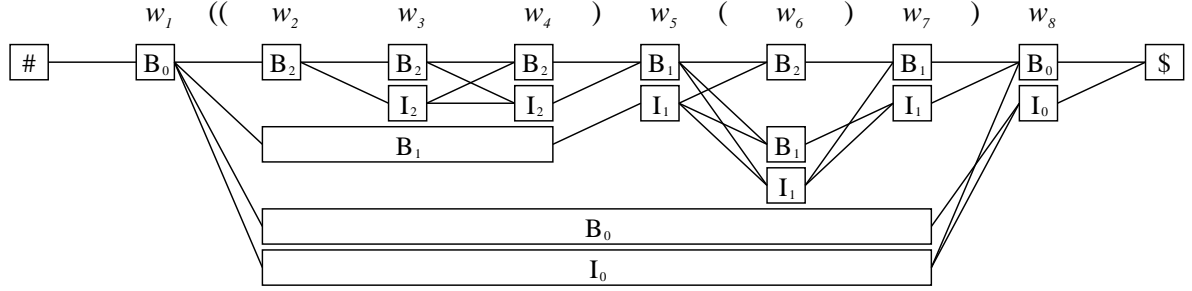 w₁ (( w₂ w₃ w₄ ) w₅ ( w₆ ) w₇ ) w₈
# B₀ B₂ B₂ B₂ B₁ B₂ B₁ B₀ $
I₂ I₂ I₁ I₁ I₀
B₁ B₁
I₁
B₀
I₀